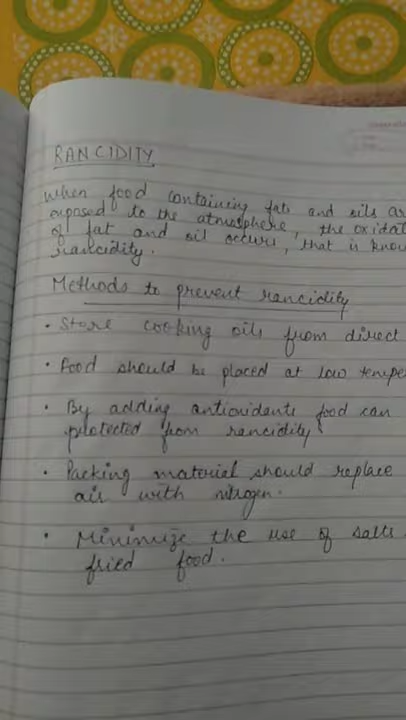 RANCIDITY
When food containing fats and oils ar
exposed to the atmosphere, the oxidat
of fat and oil occurs, that is know
rancidity.
Methods to prevent rancidity
• Store cooking oils from direct
• Food should be placed at low tempe
• By adding antioxidants food can
protected from rancidity
• Packing material should replace
air with nitrogen.
• Minimize the use of salts
fried food.